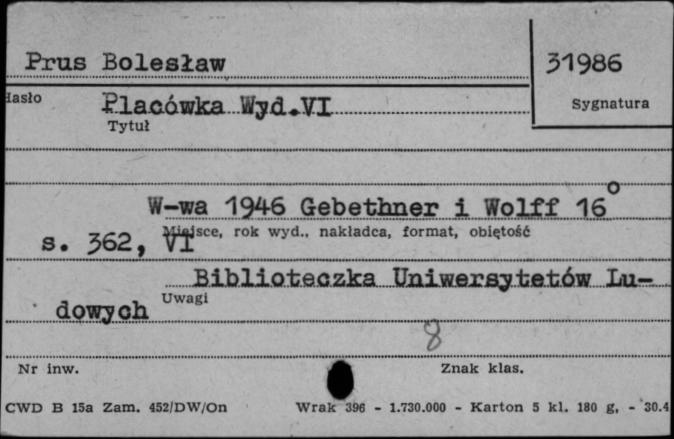 Prus Bolesław
31986
Hasło
Placówka Wyd.VI
Sygnatura
Tytuł
W-wa 1946 Gebethner i Wolff 16°
Miejsce, rok wyd., nakładca, format, objętość
s. 362, VI
Biblioteczka Uniwersytetów Lu-
Uwagi
dowych
8
Nr inw.
Znak klas.
CWD B 15a Zam. 452/DW/On Wrak 396 - 1.730.000 - Karton 5 kl. 180 g, - 30.4